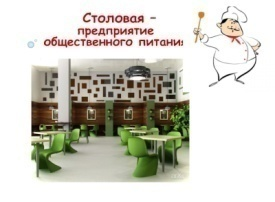 Столовая –
предприятие
общественного питания